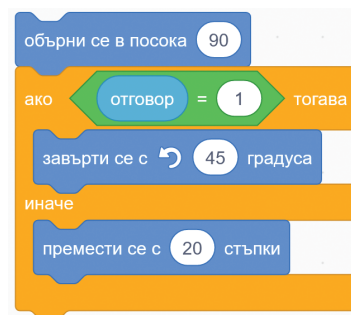 обърни се в посока 90
ако отговор = 1 тогава
завърти се с 45 градуса
иначе
премести се с 20 стъпки